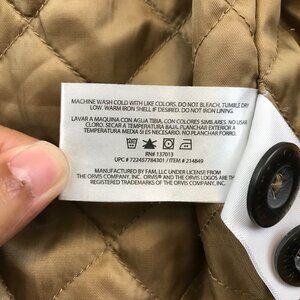 MACHINE WASH COLD WITH LIKE COLORS. DO NOT BLEACH. TUMBLE DRY
LOW. WARM IRON SHELL IF DESIRED. DO NOT IRON LINING.
LAVAR A MAQUINA CON AGUA TIBIA, CON COLORES SIMILARES. NO USAR
CLORO. SECAR A TEMPERATURA BAJA. PLANCHAR EXTERIOR A
TEMPERATURA MEDIA SI ES NECESARIO. NO PLANCHAR FORRO.
RN# 137013
UPC # 722457784301 / ITEM # 214849
MANUFACTURED BY FAM, LLC UNDER LICENSE FROM
THE ORVIS COMPANY, INC. ORVIS® AND THE ORVIS LOGOS ARE THE
REGISTERED TRADEMARKS OF THE ORVIS COMPANY, INC.